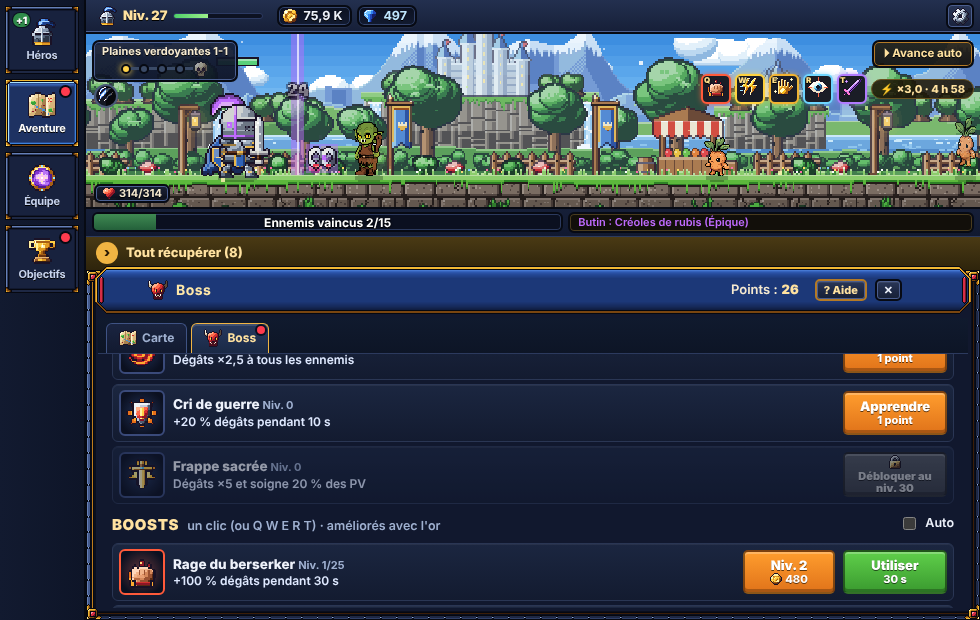 +1
Héros
Aventure
Équipe
Objectifs
Niv. 27
75,9 K
497
Plaines verdoyantes 1-1
Avance auto
Q W E R T
×3,0 · 4 h 58
24
314/314
Ennemis vaincus 2/15
Butin : Créoles de rubis (Épique)
Tout récupérer (8)
Boss
Points : 26
? Aide
×
Carte
Boss
Dégâts ×2,5 à tous les ennemis
1 point
Cri de guerre Niv. 0
+20 % dégâts pendant 10 s
Apprendre
1 point
Frappe sacrée Niv. 0
Dégâts ×5 et soigne 20 % des PV
Débloquer au
niv. 30
BOOSTS un clic (ou Q W E R T) · améliorés avec l'or
Auto
Rage du berserker Niv. 1/25
+100 % dégâts pendant 30 s
Niv. 2
480
Utiliser
30 s